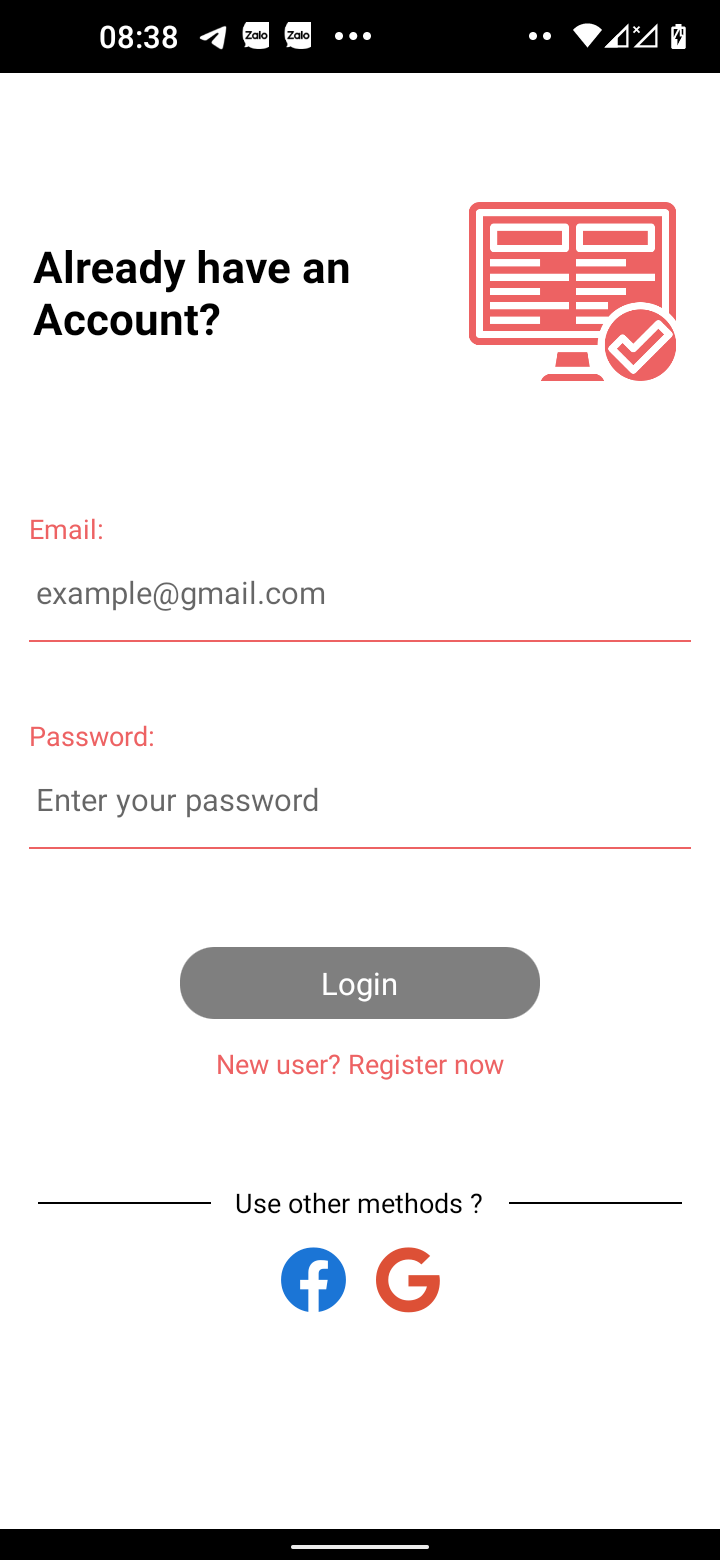 08:38
Zalo Zalo
Already have an
Account?
Email:
example@gmail.com
Password:
Enter your password
Login
New user? Register now
Use other methods ?